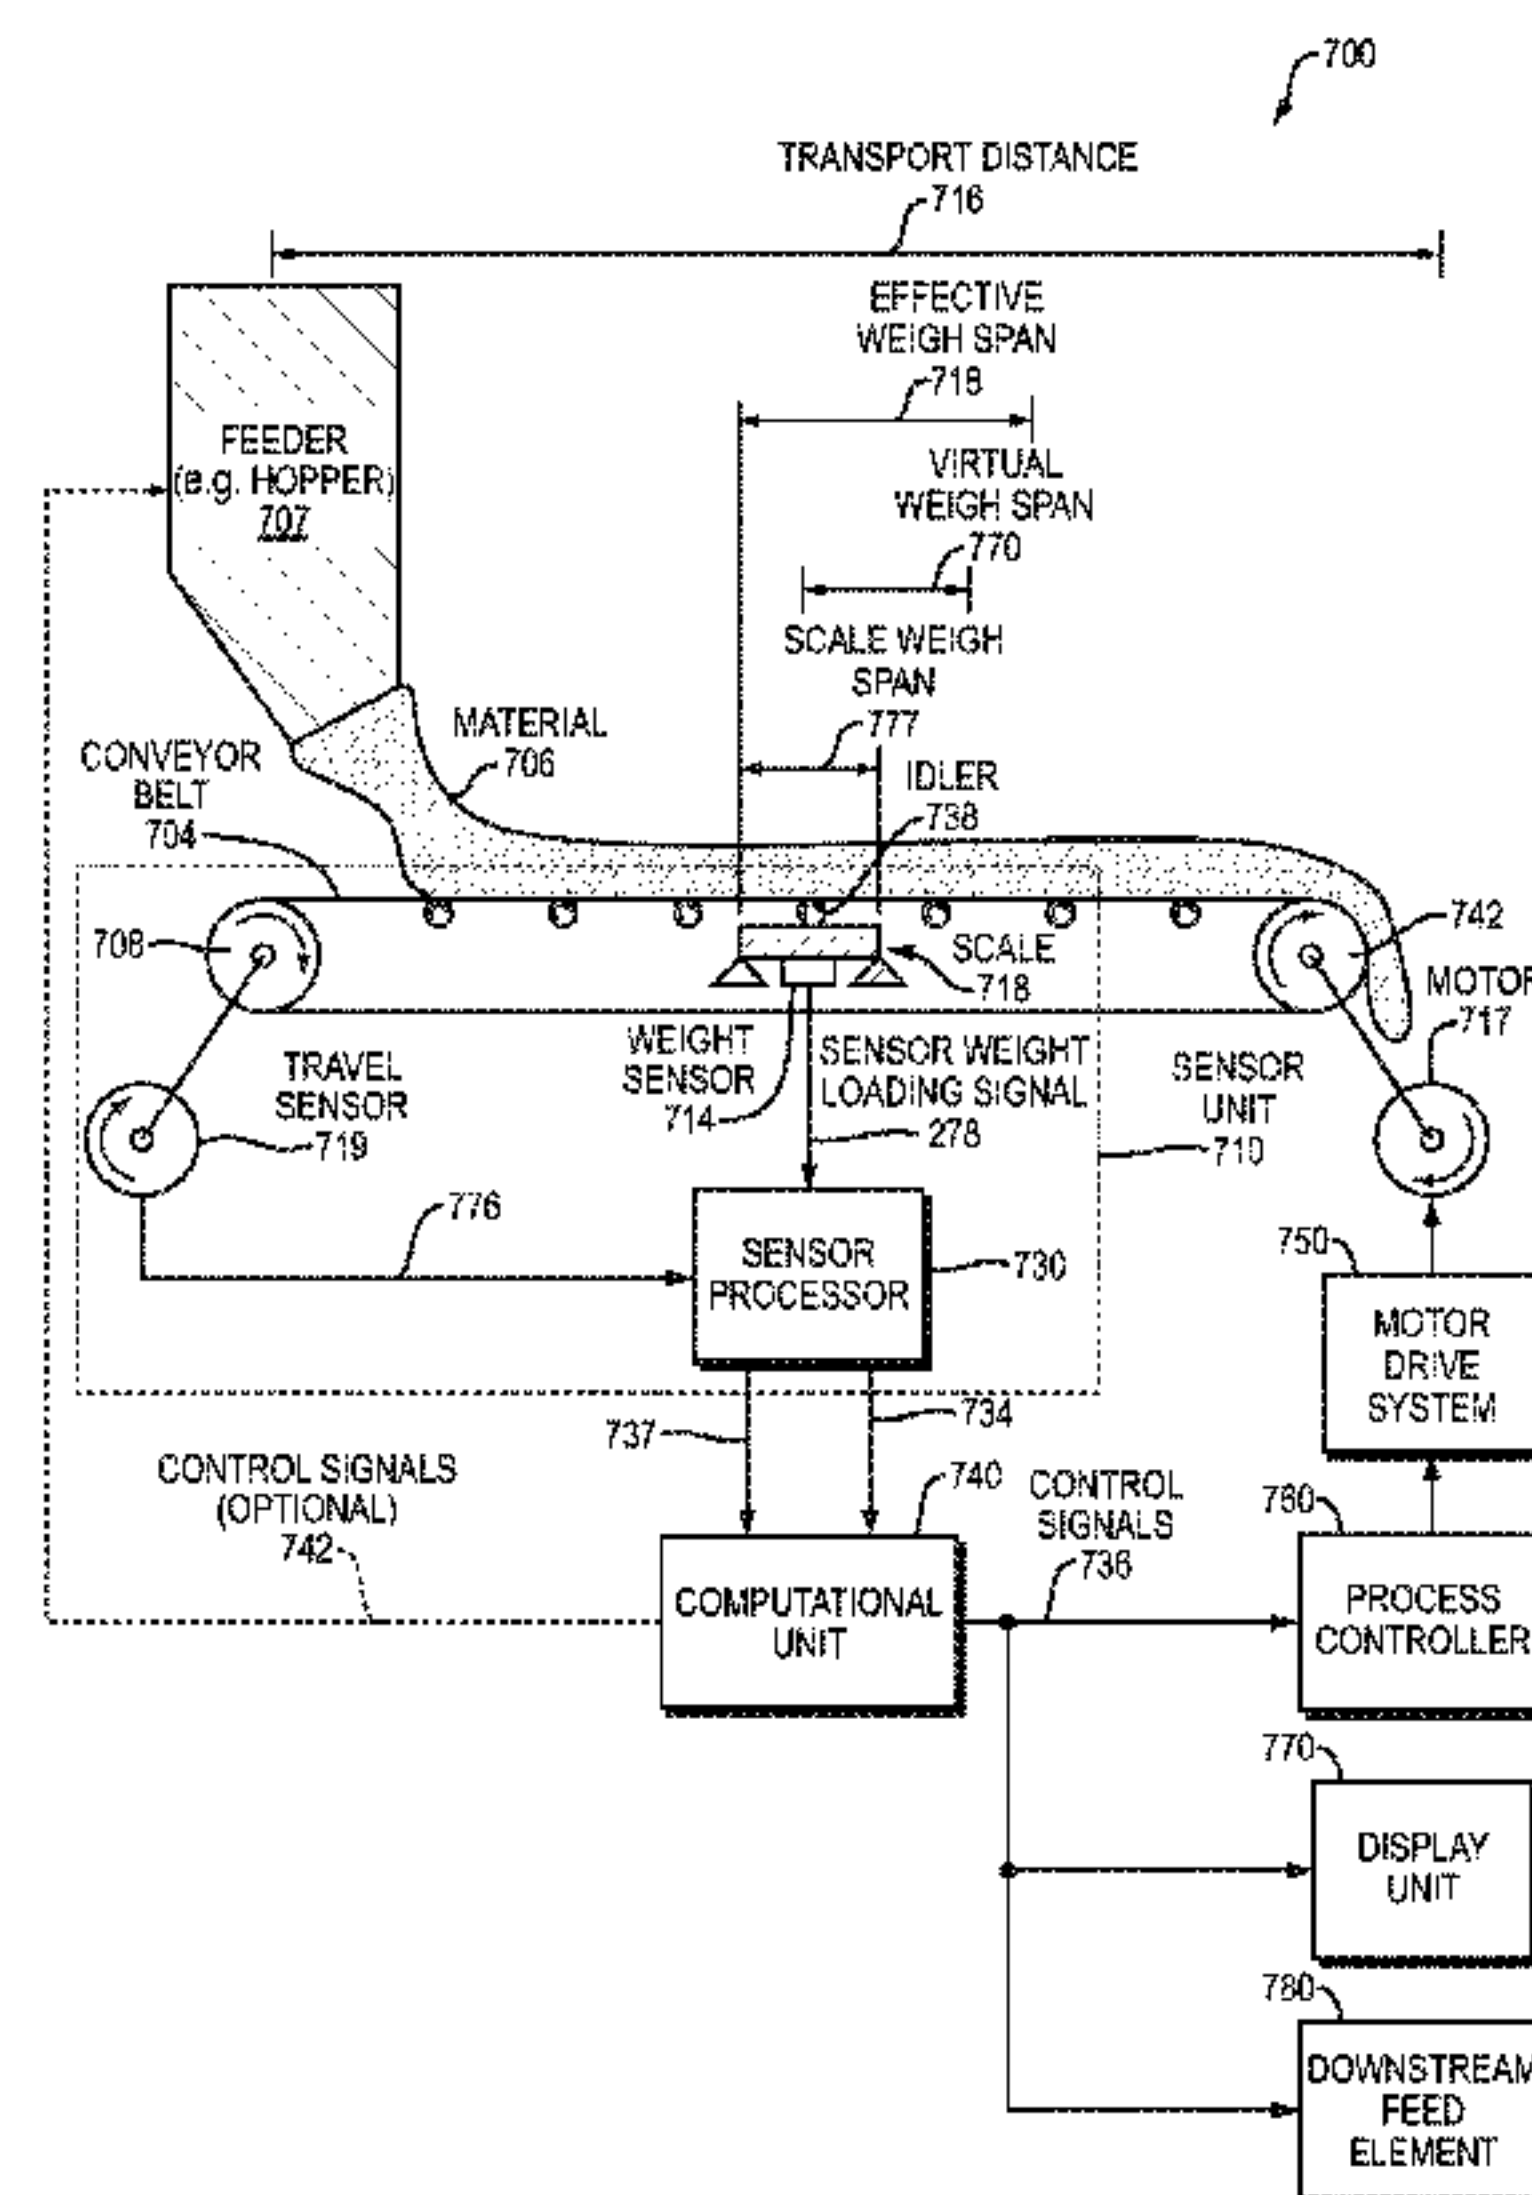 700
TRANSPORT DISTANCE
716
EFFECTIVE
WEIGH SPAN
718
FEEDER
(e.g. HOPPER)
707
VIRTUAL
WEIGH SPAN
770
SCALE WEIGH
SPAN
777
MATERIAL
706
CONVEYOR
BELT
704
IDLER
738
708
742
SCALE
718
MOTOR
717
WEIGHT
SENSOR
714
SENSOR WEIGHT
LOADING SIGNAL
278
TRAVEL
SENSOR
719
SENSOR
UNIT
710
776
SENSOR
PROCESSOR
730
750
MOTOR
DRIVE
SYSTEM
737
734
CONTROL SIGNALS
(OPTIONAL)
742
740
CONTROL
SIGNALS
736
COMPUTATIONAL
UNIT
760
PROCESS
CONTROLLER
770
DISPLAY
UNIT
780
DOWNSTREAM
FEED
ELEMENT